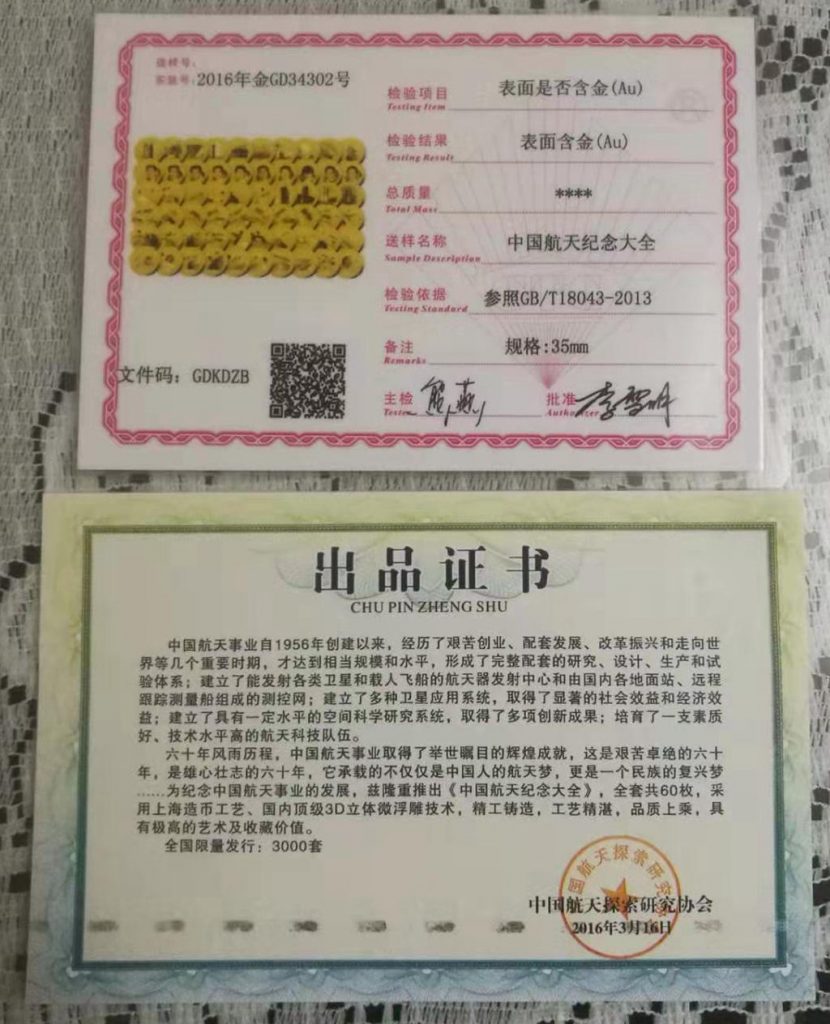 送样号：
实验号：2016年金GD34302号
检验项目 表面是否含金(Au)
Testing Item
检验结果 表面含金(Au)
Testing Result
总质量 ****
Total Mass
送样名称 中国航天纪念大全
Sample Description
检验依据 参照GB/T18043-2013
Testing Standard
备注 规格:35mm
Remarks
文件码：GDKDZB
主检
批准 李雪明
Tester
Authorizer
出品证书
CHU PIN ZHENG SHU
中国航天事业自1956年创建以来，经历了艰苦创业、配套发展、改革振兴和走向世
界等几个重要时期，才达到相当规模和水平，形成了完整配套的研究、设计、生产和试
验体系；建立了能发射各类卫星和载人飞船的航天器发射中心和由国内各地面站、远程
跟踪测量船组成的测控网；建立了多种卫星应用系统，取得了显著的社会效益和经济效
益；建立了具有一定水平的空间科学研究系统，取得了多项创新成果；培育了一支素质
好、技术水平高的航天科技队伍。
六十年风雨历程，中国航天事业取得了举世瞩目的辉煌成就，这是艰苦卓绝的六十
年，是雄心壮志的六十年，它承载的不仅仅是中国人的航天梦，更是一个民族的复兴梦
……为纪念中国航天事业的发展，兹隆重推出《中国航天纪念大全》，全套共60枚，采
用上海造币工艺、国内顶级3D立体微浮雕技术，精工铸造，工艺精湛，品质上乘，具
有极高的艺术及收藏价值。
全国限量发行：3000套
国航天探索研究
中国航天探索研究协会
2016年3月16日